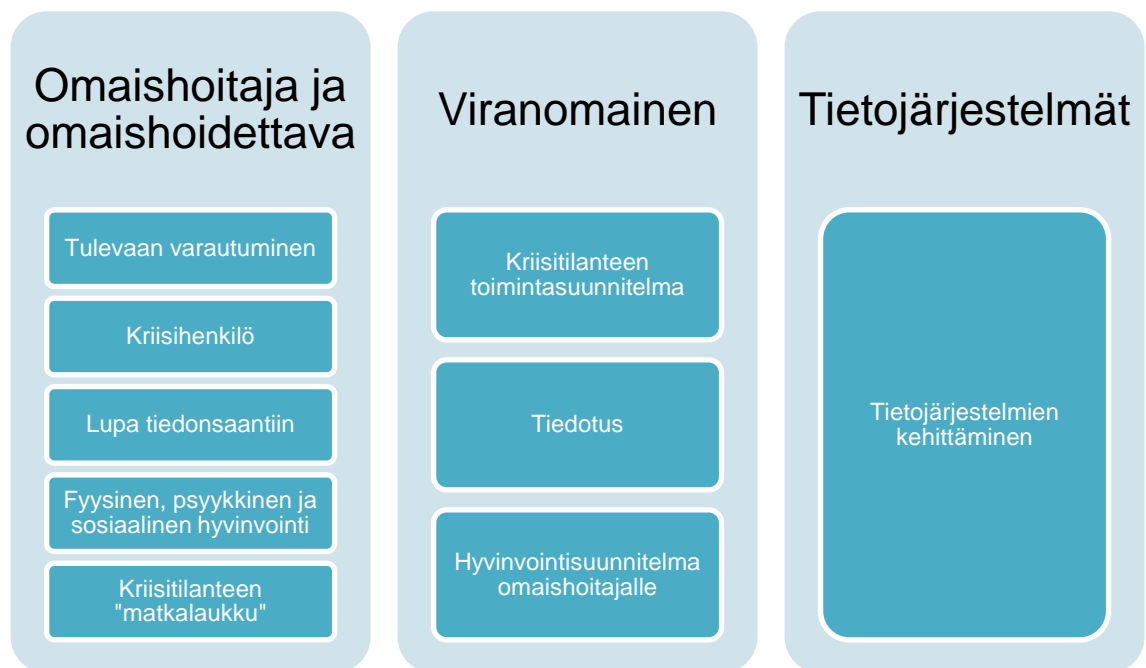 Omaishoitaja ja
omaishoidettava
Tulevaan varautuminen
Kriisihenkilö
Lupa tiedonsaantiin
Fyysinen, psyykkinen ja
sosiaalinen hyvinvointi
Kriisitilanteen
"matkalaukku"
Viranomainen
Kriisitilanteen
toimintasuunnitelma
Tiedotus
Hyvinvointisuunnitelma
omaishoitajalle
Tietojärjestelmät
Tietojärjestelmien
kehittäminen